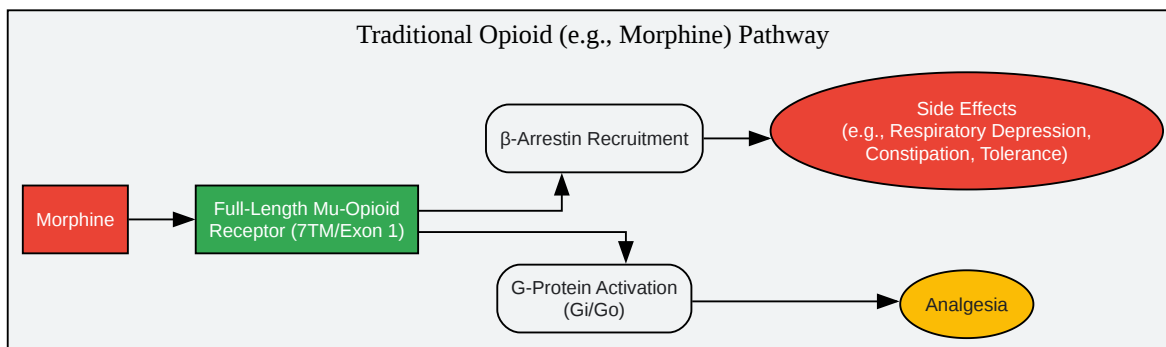 Traditional Opioid (e.g., Morphine) Pathway
Morphine
Full-Length Mu-Opioid
Receptor (7TM/Exon 1)
β-Arrestin Recruitment
Side Effects
(e.g., Respiratory Depression,
Constipation, Tolerance)
G-Protein Activation
(Gi/Go)
Analgesia